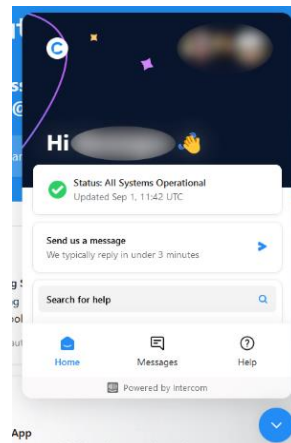 Hi 👋
Status: All Systems Operational
Updated Sep 1, 11:42 UTC
Send us a message
We typically reply in under 3 minutes
Search for help
Home Messages Help
Powered by Intercom
App